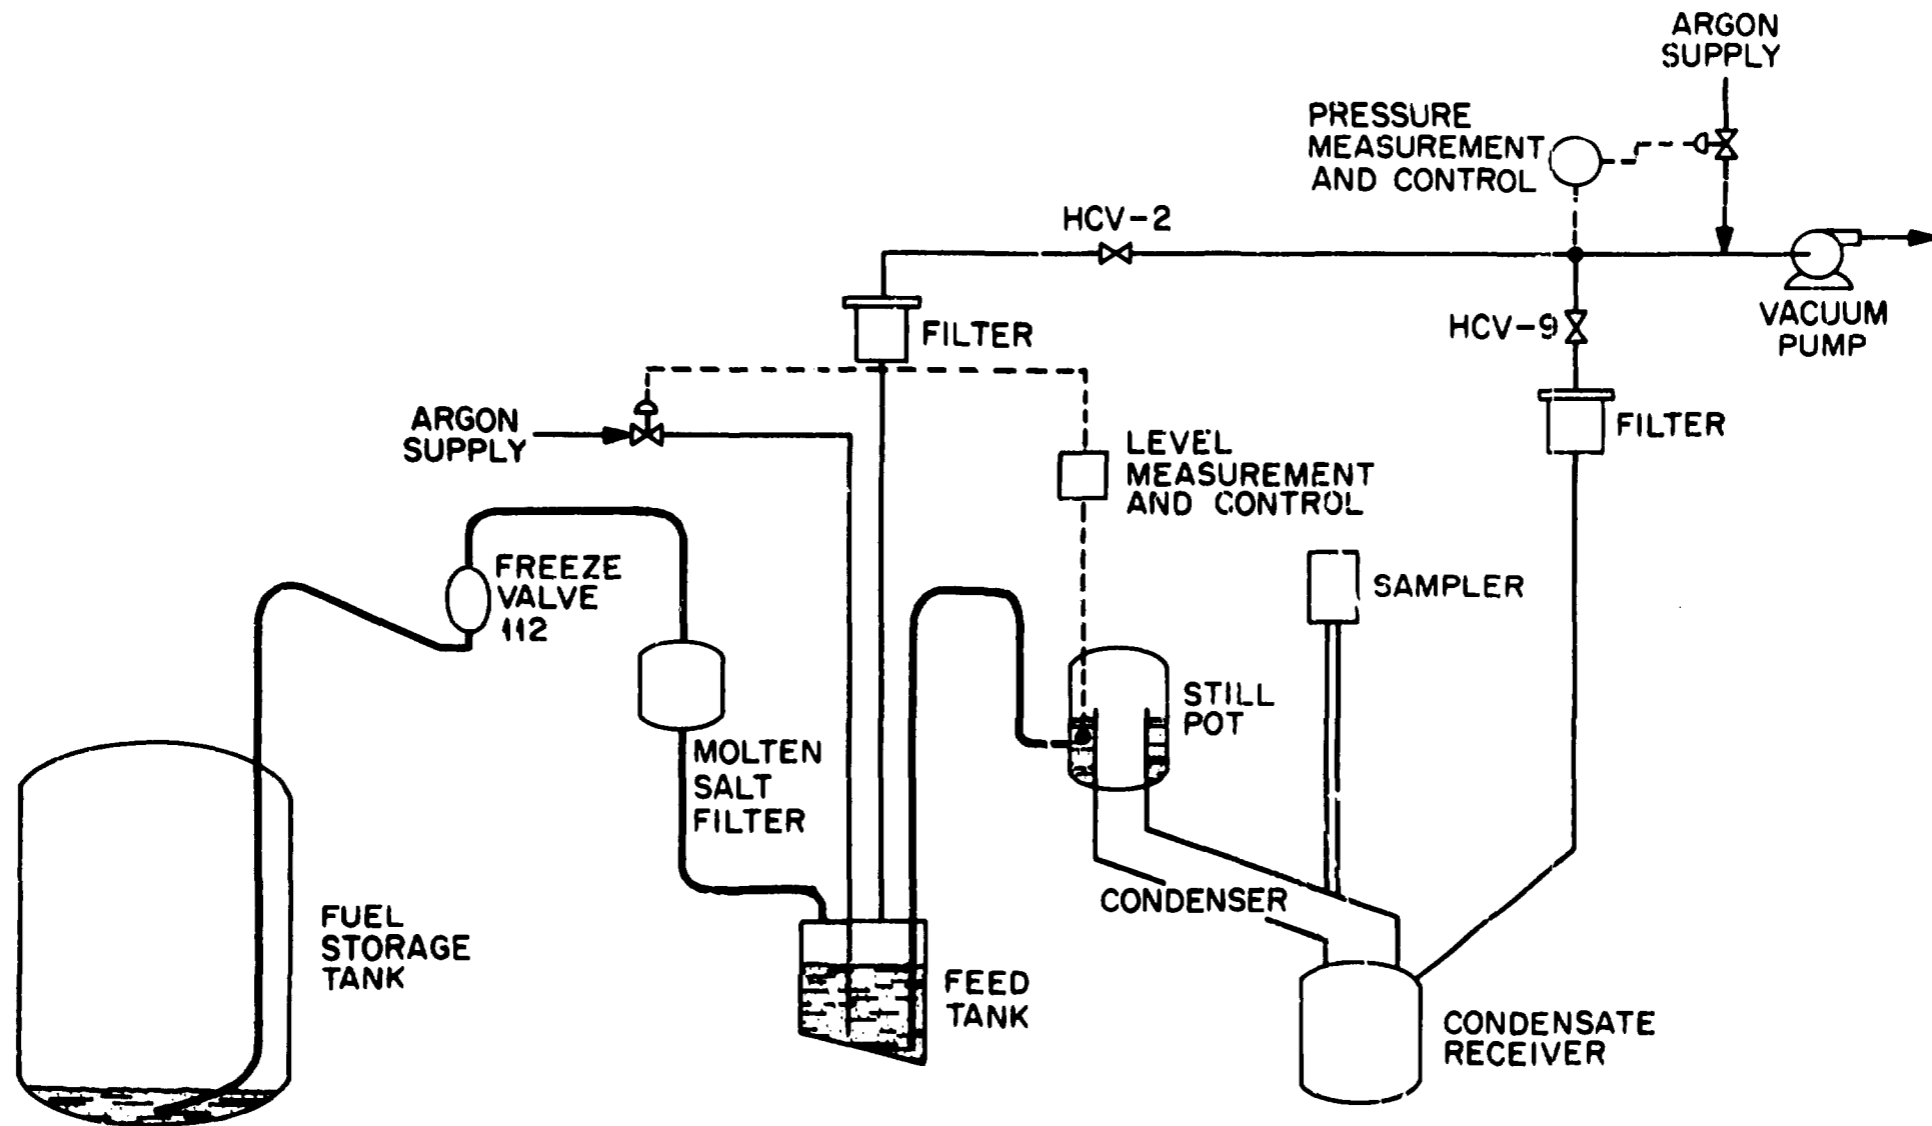 ARGON
SUPPLY
PRESSURE
MEASUREMENT
AND CONTROL
HCV-2
HCV-9
VACUUM
PUMP
FILTER
ARGON
SUPPLY
FILTER
LEVEL
MEASUREMENT
AND CONTROL
FREEZE
VALVE
112
SAMPLER
STILL
POT
MOLTEN
SALT
FILTER
CONDENSER
FUEL
STORAGE
TANK
FEED
TANK
CONDENSATE
RECEIVER